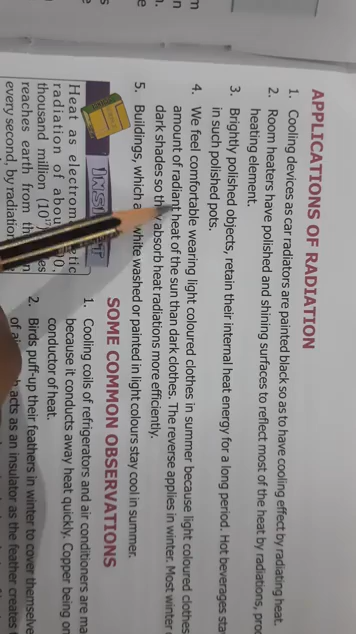 APPLICATIONS OF RADIATION
1. Cooling devices as car radiators are painted black so as to have cooling effect by radiating heat.
2. Room heaters have polished and shining surfaces to reflect most of the heat by radiations, pro
heating element.
3. Brightly polished objects, retain their internal heat energy for a long period. Hot beverages sta
in such polished pots.
4. We feel comfortable wearing light coloured clothes in summer because light coloured clothes
amount of radiant heat of the sun than dark clothes. The reverse applies in winter. Most winter
dark shades so th y absorb heat radiations more efficiently.
5. Buildings, which a white washed or painted in light colours stay cool in summer.
Heat as electrom tic
radiation of abou
thousand million (10
reaches earth from th
every second, by radiation
SOME COMMON OBSERVATIONS
1. Cooling coils of refrigerators and air conditioners are ma
because it conducts away heat quickly. Copper being
conductor of heat.
2. Birds puff-up their feathers in winter to cover themselve
of acts as an insulator as the feather creates